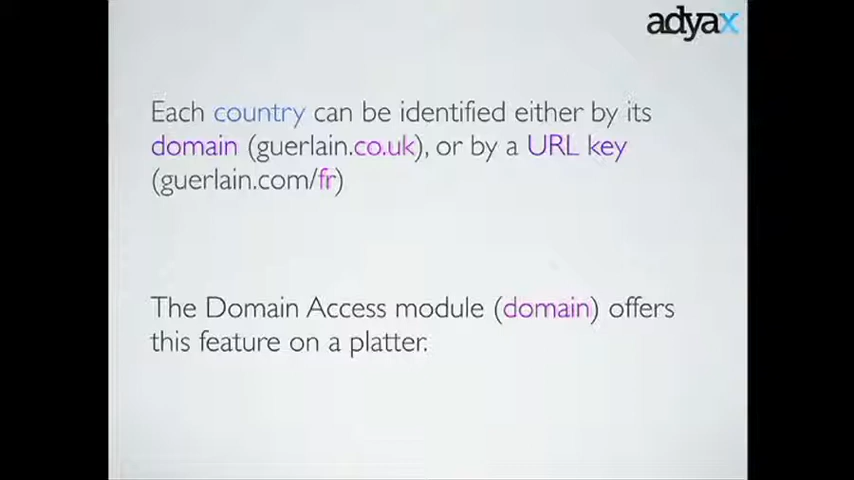 adyax
Each country can be identified either by its
domain (guerlain.co.uk), or by a URL key
(guerlain.com/fr)
The Domain Access module (domain) offers
this feature on a platter.